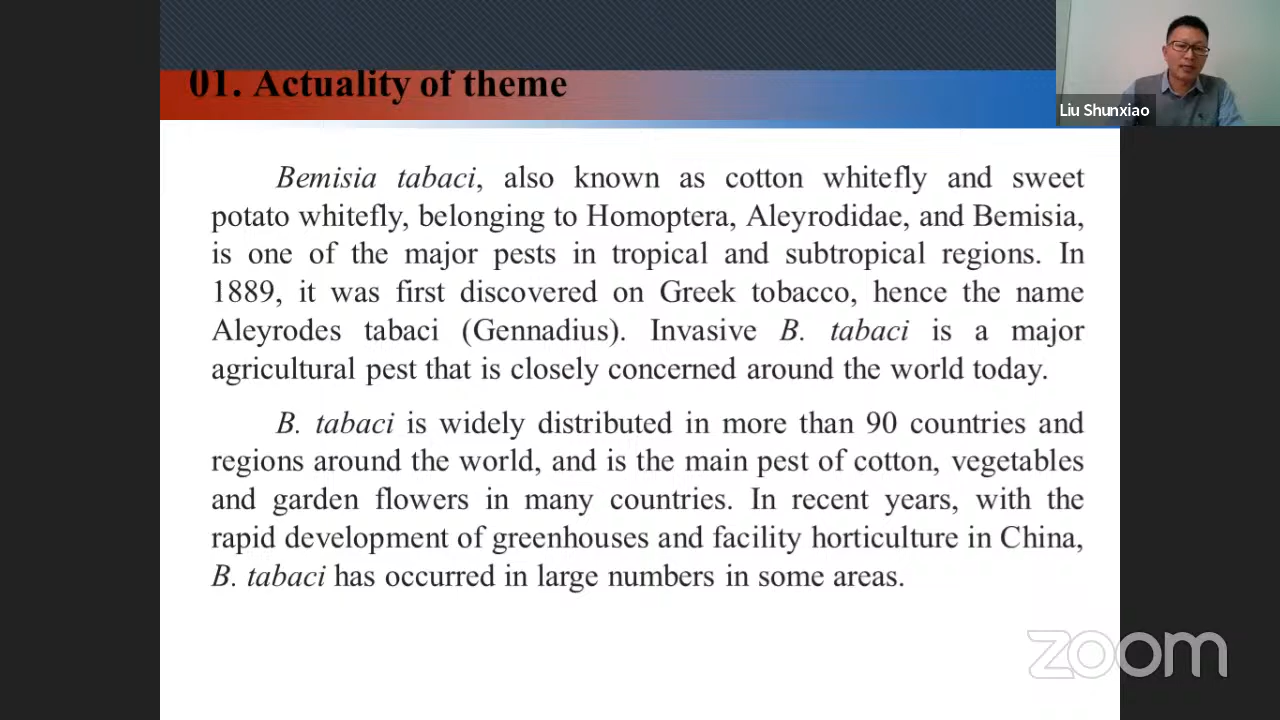 01. Actuality of theme
Liu Shunxiao
Bemisia tabaci, also known as cotton whitefly and sweet
potato whitefly, belonging to Homoptera, Aleyrodidae, and Bemisia,
is one of the major pests in tropical and subtropical regions. In
1889, it was first discovered on Greek tobacco, hence the name
Aleyrodes tabaci (Gennadius). Invasive B. tabaci is a major
agricultural pest that is closely concerned around the world today.
B. tabaci is widely distributed in more than 90 countries and
regions around the world, and is the main pest of cotton, vegetables
and garden flowers in many countries. In recent years, with the
rapid development of greenhouses and facility horticulture in China,
B. tabaci has occurred in large numbers in some areas.
zoom